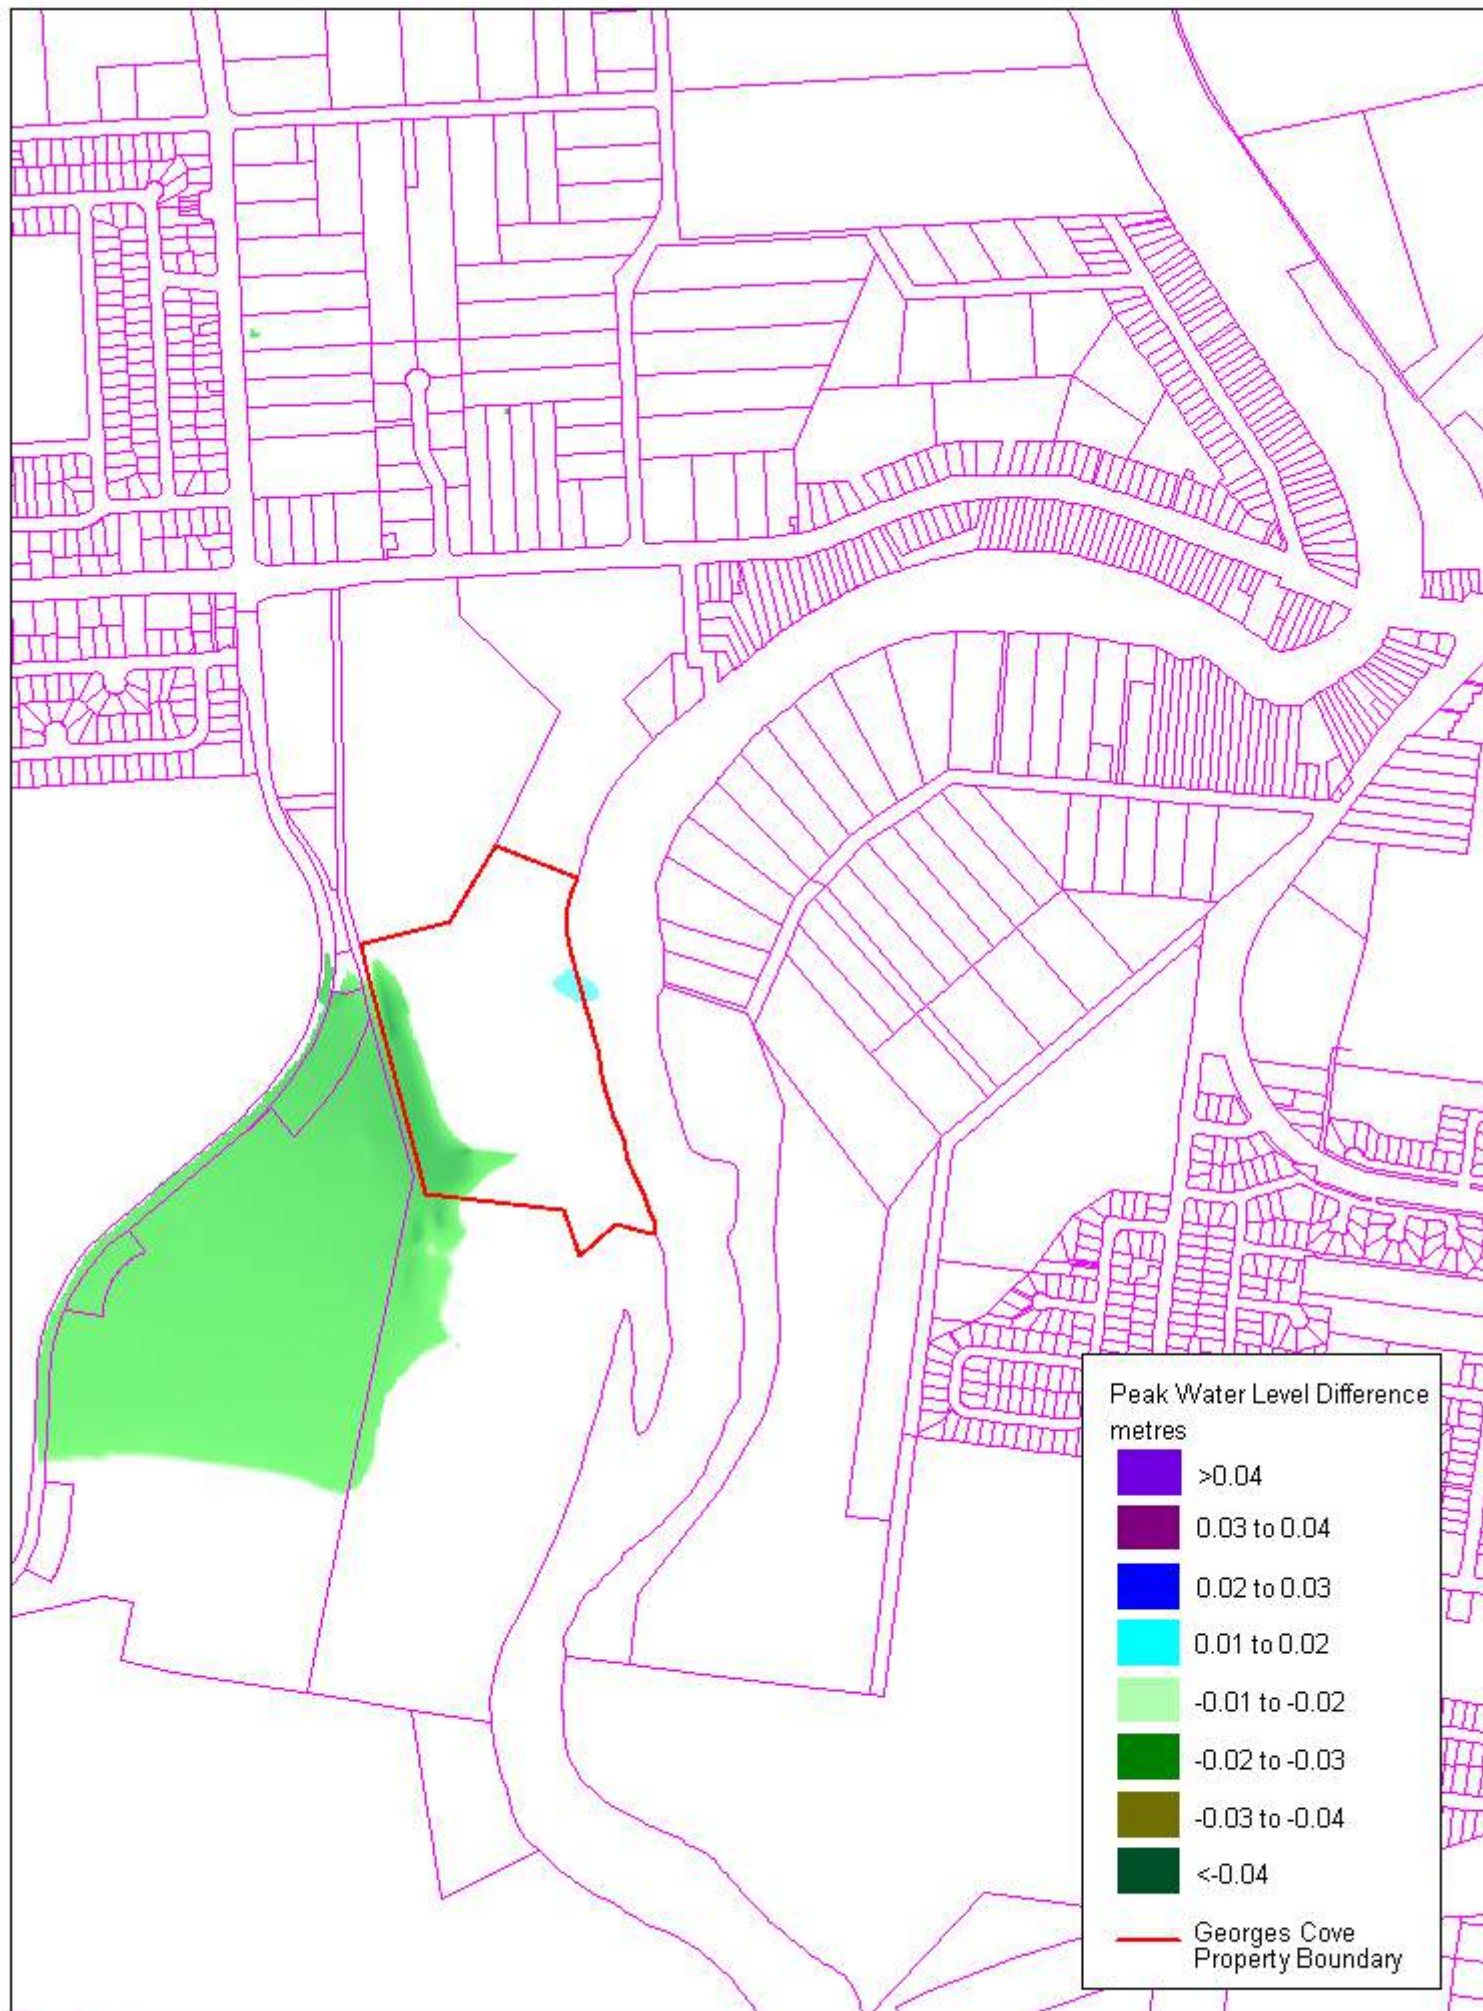 Peak Water Level Difference
metres
>0.04
0.03 to 0.04
0.02 to 0.03
0.01 to 0.02
-0.01 to -0.02
-0.02 to -0.03
-0.03 to -0.04
<-0.04
Georges Cove
Property Boundary